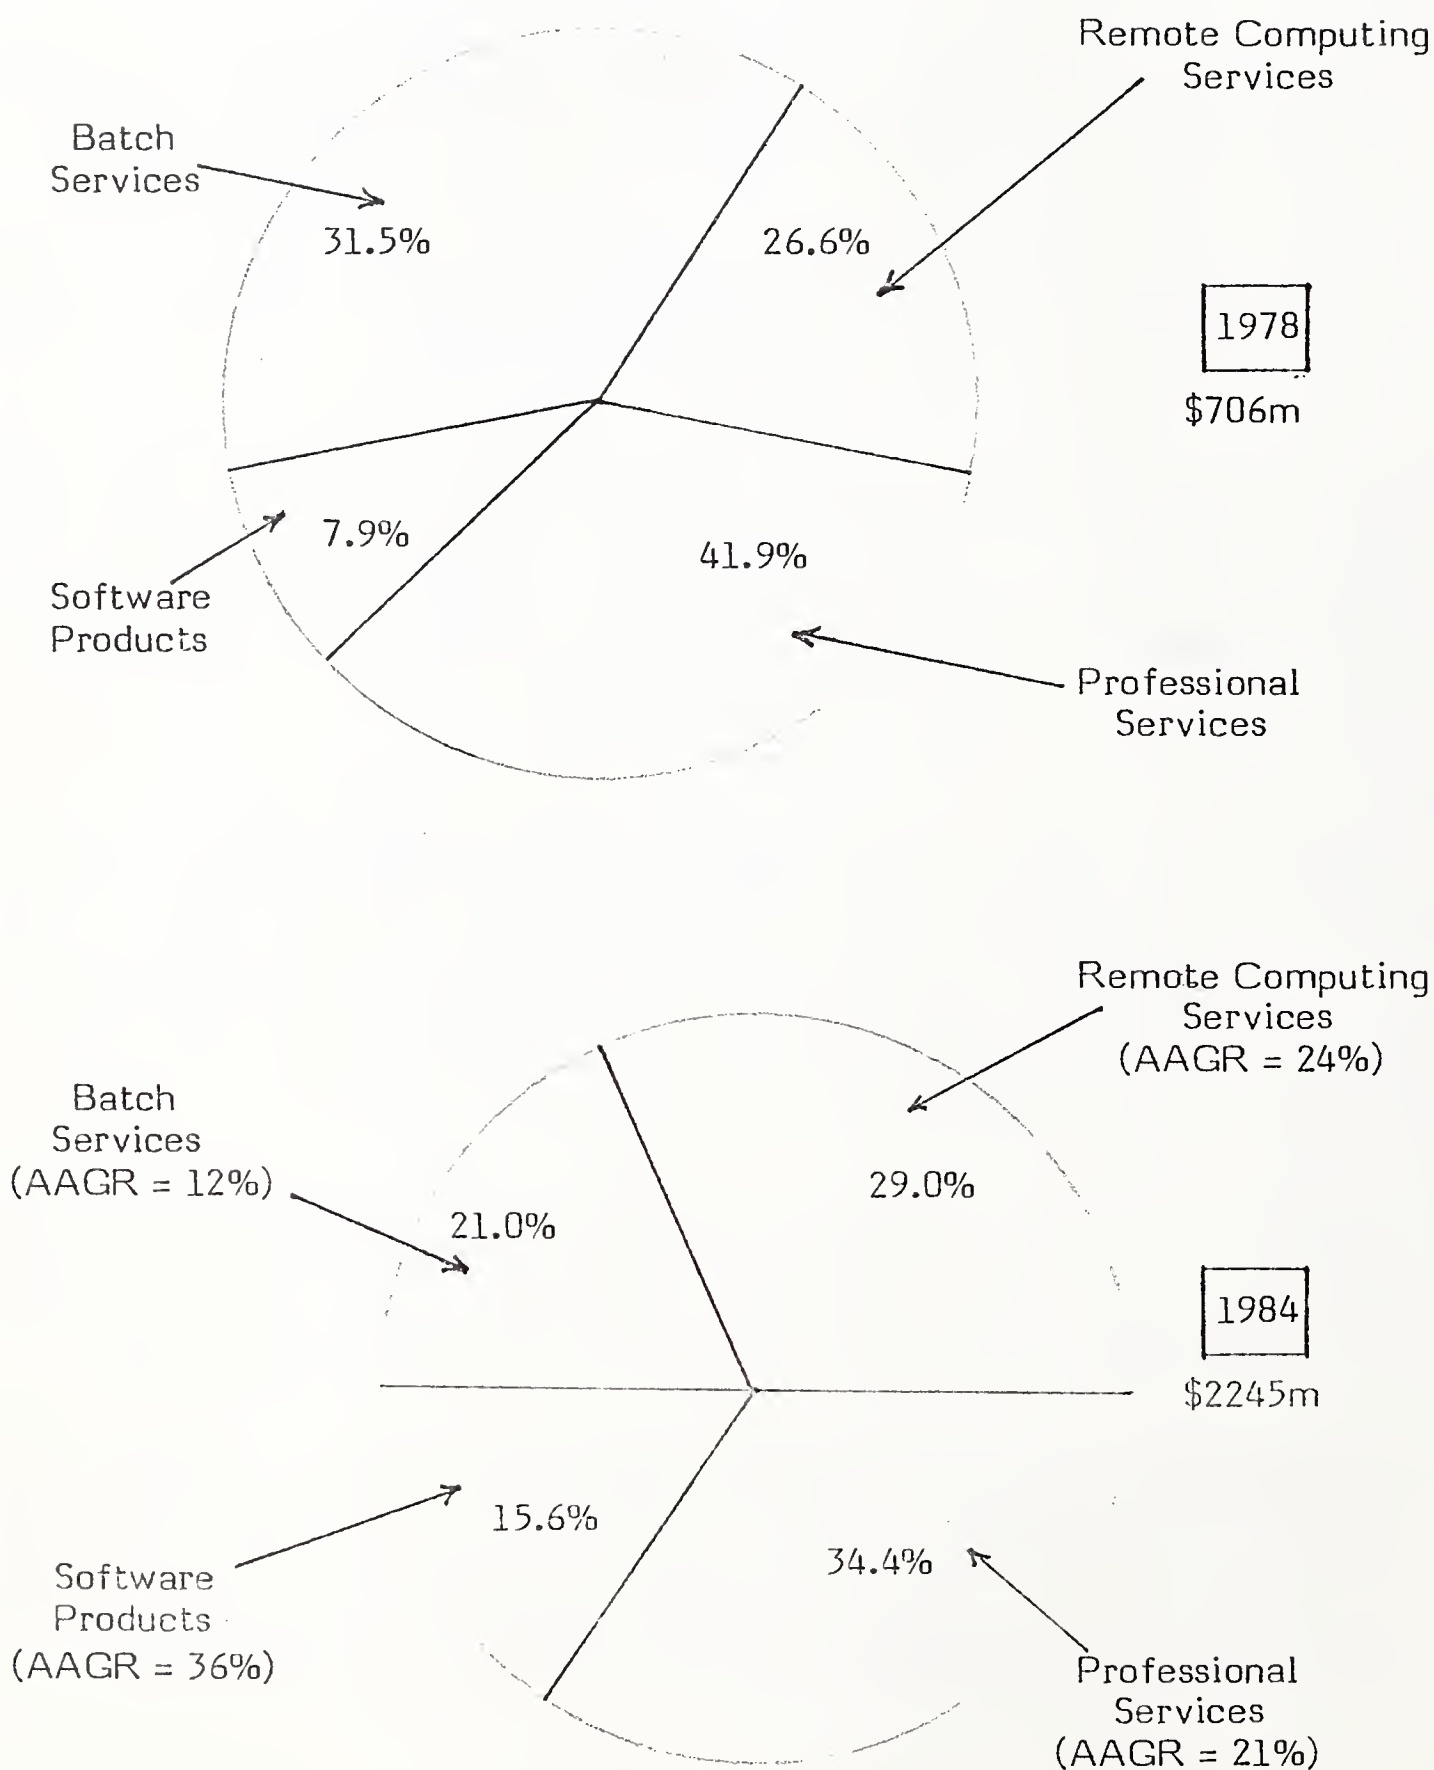 Remote Computing
Services
Batch
Services
31.5%
26.6%
1978
$706m
7.9%
41.9%
Software
Products
Professional
Services
Remote Computing
Services
(AAGR = 24%)
Batch
Services
(AAGR = 12%)
29.0%
21.0%
1984
$2245m
15.6%
34.4%
Software
Products
(AAGR = 36%)
Professional
Services
(AAGR = 21%)